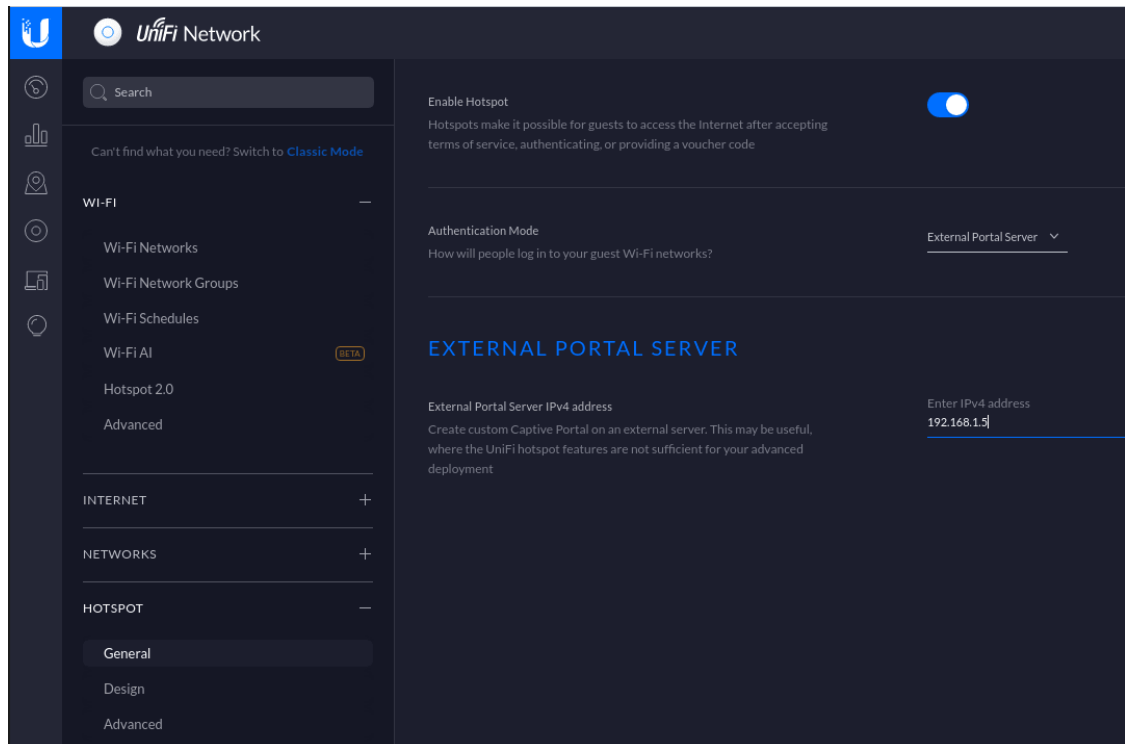 UniFi Network
Search
Can't find what you need? Switch to Classic Mode
WI-FI
Wi-Fi Networks
Wi-Fi Network Groups
Wi-Fi Schedules
Wi-Fi AI BETA
Hotspot 2.0
Advanced
INTERNET
NETWORKS
HOTSPOT
General
Design
Advanced
Enable Hotspot
Hotspots make it possible for guests to access the Internet after accepting
terms of service, authenticating, or providing a voucher code
Authentication Mode
How will people log in to your guest Wi-Fi networks?
External Portal Server
EXTERNAL PORTAL SERVER
External Portal Server IPv4 address
Create custom Captive Portal on an external server. This may be useful,
where the UniFi hotspot features are not sufficient for your advanced
deployment
Enter IPv4 address
192.168.1.5